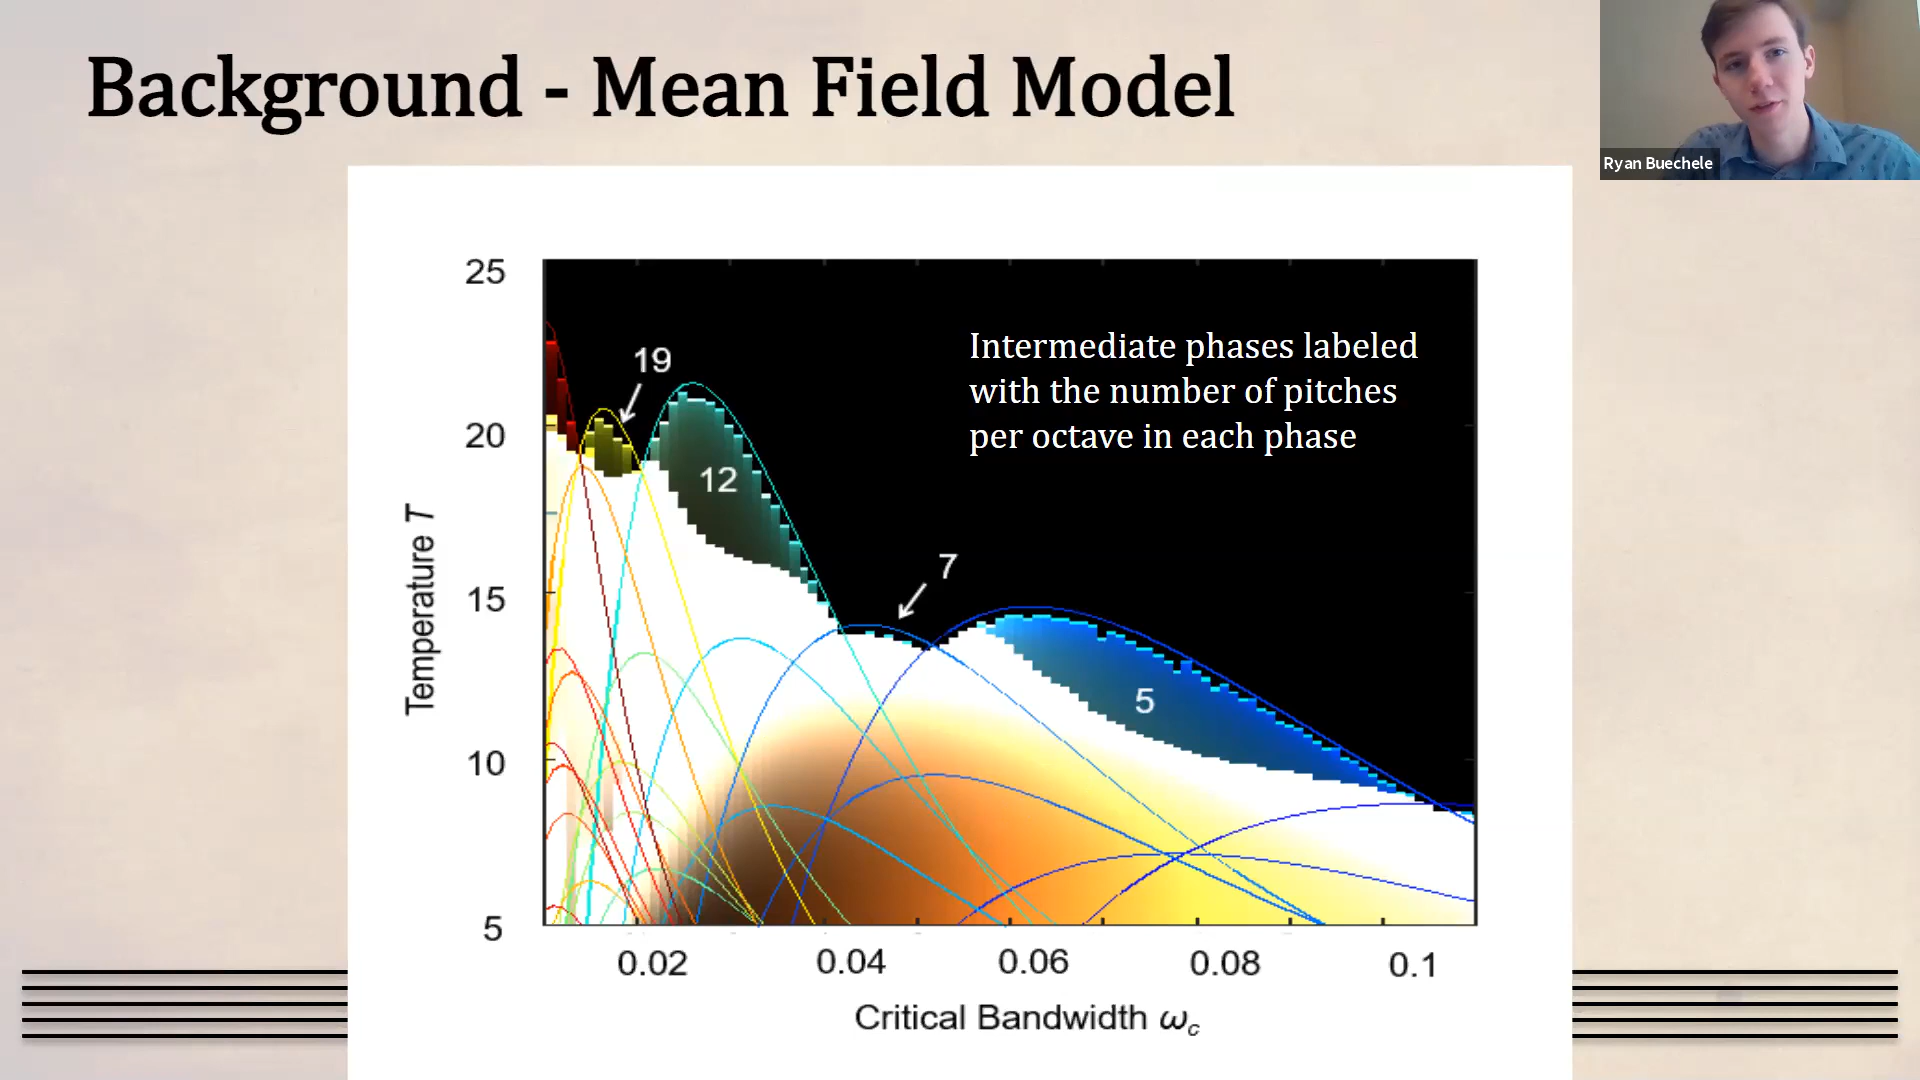 Background - Mean Field Model
Ryan Buechele
25
20
15
10
5
Temperature T
19
12
7
5
Intermediate phases labeled
with the number of pitches
per octave in each phase
0.02 0.04 0.06 0.08 0.1
Critical Bandwidth ωc